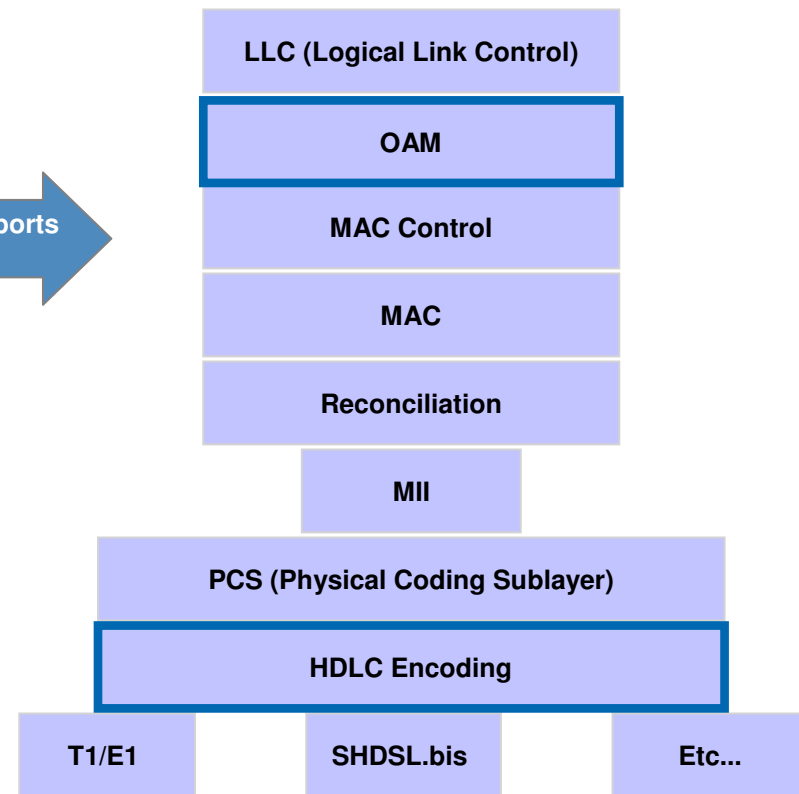 LLC (Logical Link Control)
OAM
MAC Control
MAC
Reconciliation
MII
PCS (Physical Coding Sublayer)
HDLC Encoding
T1/E1
SHDSL.bis
Etc...